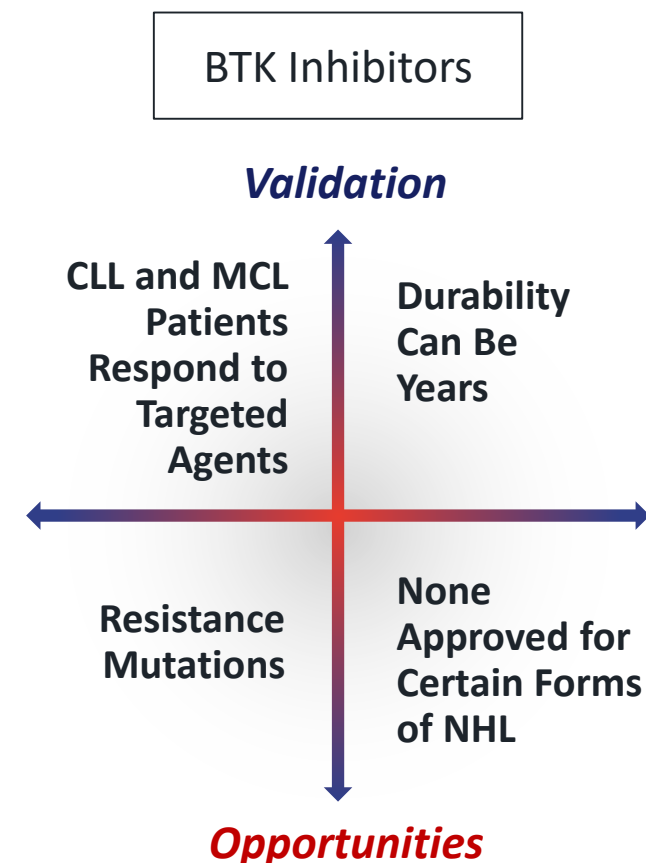 BTK Inhibitors
Validation
CLL and MCL
Patients
Respond to
Targeted
Agents
Durability
Can Be
Years
Resistance
Mutations
None
Approved for
Certain Forms
of NHL
Opportunities